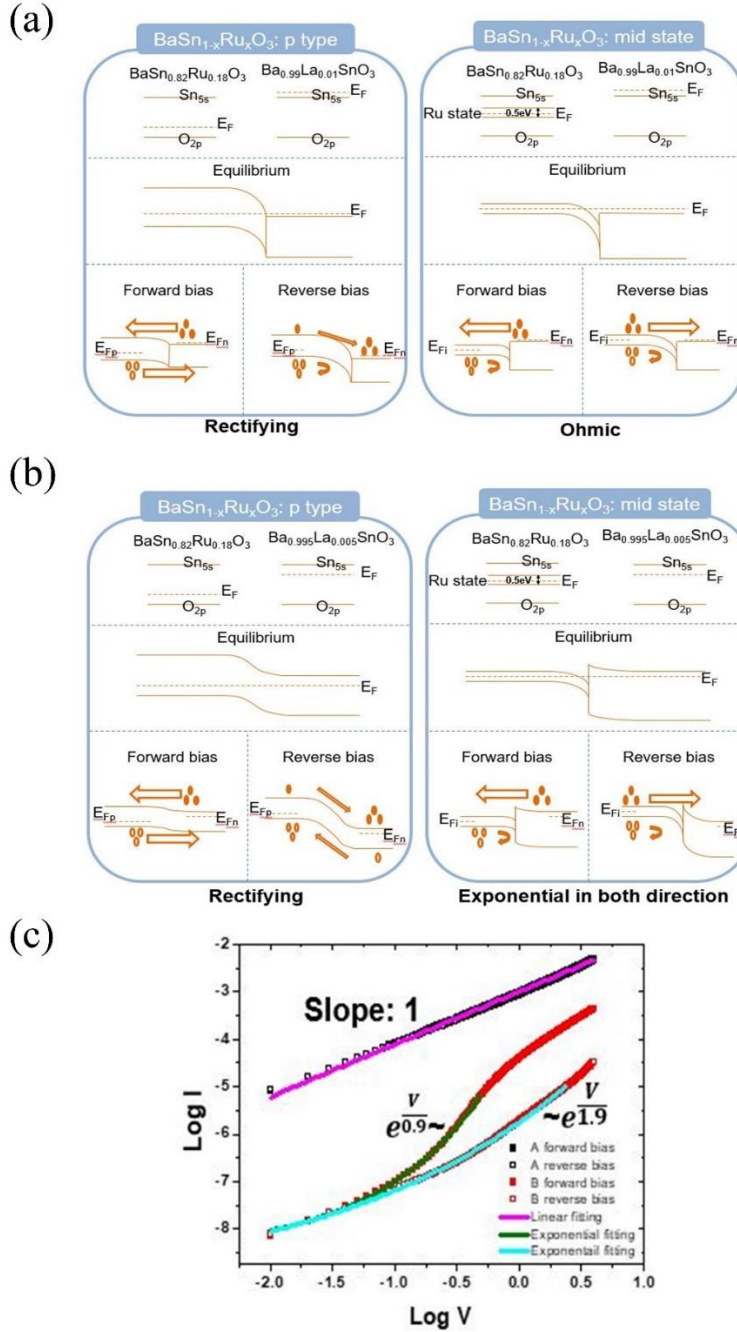 (a)
BaSn1-xRuxO3: p type
BaSn0.82Ru0.18O3 Ba0.99La0.01SnO3
Sn5s Sn5s EF
EF
O2p O2p
Equilibrium
EF
Forward bias Reverse bias
EFp EFn EFp EFn
Rectifying
BaSn1-xRuxO3: mid state
BaSn0.82Ru0.18O3 Ba0.99La0.01SnO3
Sn5s Sn5s EF
Ru state 0.5eV EF
O2p O2p
Equilibrium
EF
Forward bias Reverse bias
EFi EFn EFi EFn
Ohmic
(b)
BaSn1-xRuxO3: p type
BaSn0.82Ru0.18O3 Ba0.995La0.005SnO3
Sn5s Sn5s
EF EF
O2p O2p
Equilibrium
EF
Forward bias Reverse bias
EFp EFn EFp EFn
Rectifying
BaSn1-xRuxO3: mid state
BaSn0.82Ru0.18O3 Ba0.995La0.005SnO3
Sn5s Sn5s
Ru state 0.5eV EF EF
O2p O2p
Equilibrium
EF
Forward bias Reverse bias
EFi EFn EFi
Exponential in both direction
(c)
-2
-3
-4
-5
-6
-7
-8
Log I
Slope: 1
e^V/0.9~
~e^V/1.9
A forward bias
A reverse bias
B forward bias
B reverse bias
Linear fitting
Exponential fitting
Exponentail fitting
-2.0 -1.5 -1.0 -0.5 0.0 0.5 1.0
Log V